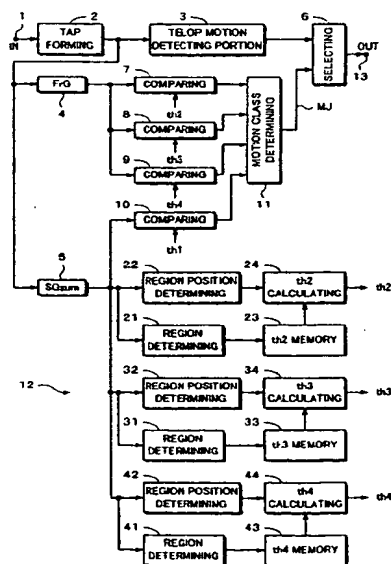 1
IN
2
TAP
FORMING
3
TELOP MOTION
DETECTING PORTION
6
SELECTING
OUT
13
4
FrG
7
COMPARING
th2
8
COMPARING
th3
9
COMPARING
th4
10
COMPARING
th1
MOTION CLASS
DETERMINING
11
MJ
5
SQsum
12
22
REGION POSITION
DETERMINING
24
th2
CALCULATING
th2
21
REGION
DETERMINING
23
th2 MEMORY
32
REGION POSITION
DETERMINING
34
th3
CALCULATING
th3
31
REGION
DETERMINING
33
th3 MEMORY
42
REGION POSITION
DETERMINING
44
th4
CALCULATING
th4
41
REGION
DETERMINING
43
th4 MEMORY